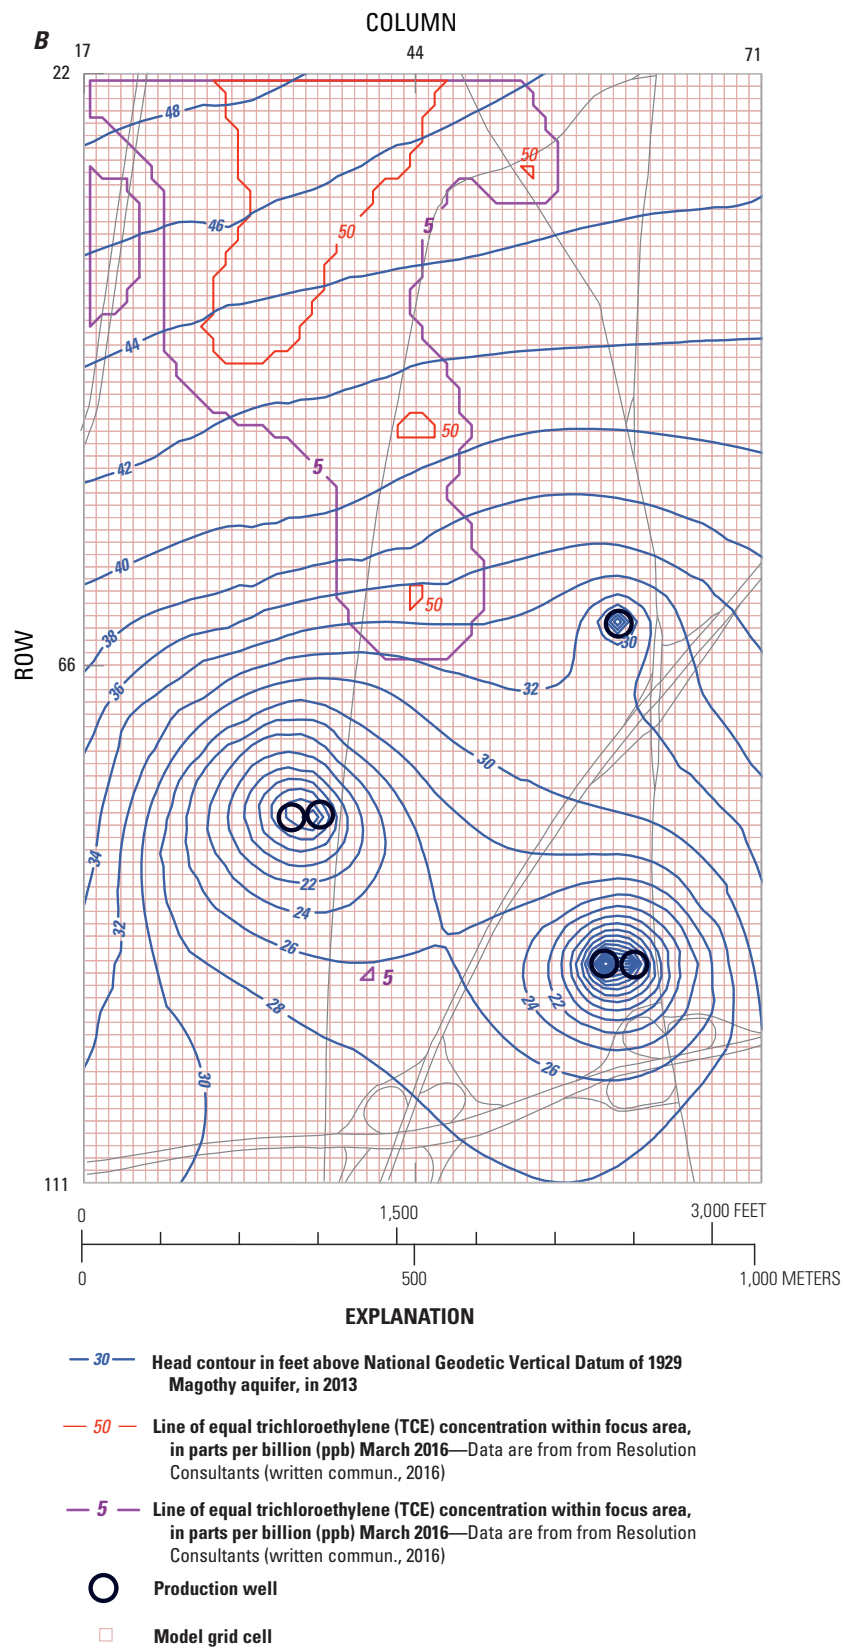 B
COLUMN
17
44
71
22
48
50
46
5
50
44
50
42
5
40
50
38
30
ROW
66
36
32
30
34
22
24
32
26
5
24
22
28
26
30
111
0
1,500
3,000 FEET
0
500
1,000 METERS
EXPLANATION
30
Head contour in feet above National Geodetic Vertical Datum of 1929
Magothy aquifer, in 2013
50
Line of equal trichloroethylene (TCE) concentration within focus area,
in parts per billion (ppb) March 2016—Data are from from Resolution
Consultants (written commun., 2016)
5
Line of equal trichloroethylene (TCE) concentration within focus area,
in parts per billion (ppb) March 2016—Data are from from Resolution
Consultants (written commun., 2016)
Production well
Model grid cell